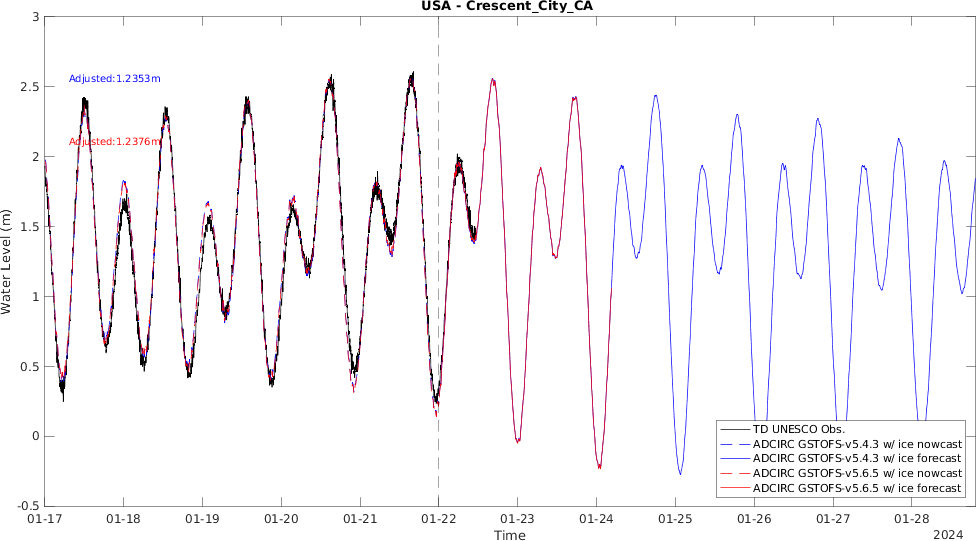 USA - Crescent_City_CA
3
2.5
2
1.5
1
0.5
0
-0.5
Water Level (m)
Adjusted:1.2353m
Adjusted:1.2376m
TD UNESCO Obs.
ADCIRC GSTOFS-v5.4.3 w/ ice nowcast
ADCIRC GSTOFS-v5.4.3 w/ ice forecast
ADCIRC GSTOFS-v5.6.5 w/ ice nowcast
ADCIRC GSTOFS-v5.6.5 w/ ice forecast
01-17 01-18 01-19 01-20 01-21 01-22 01-23 01-24 01-25 01-26 01-27 01-28
Time
2024